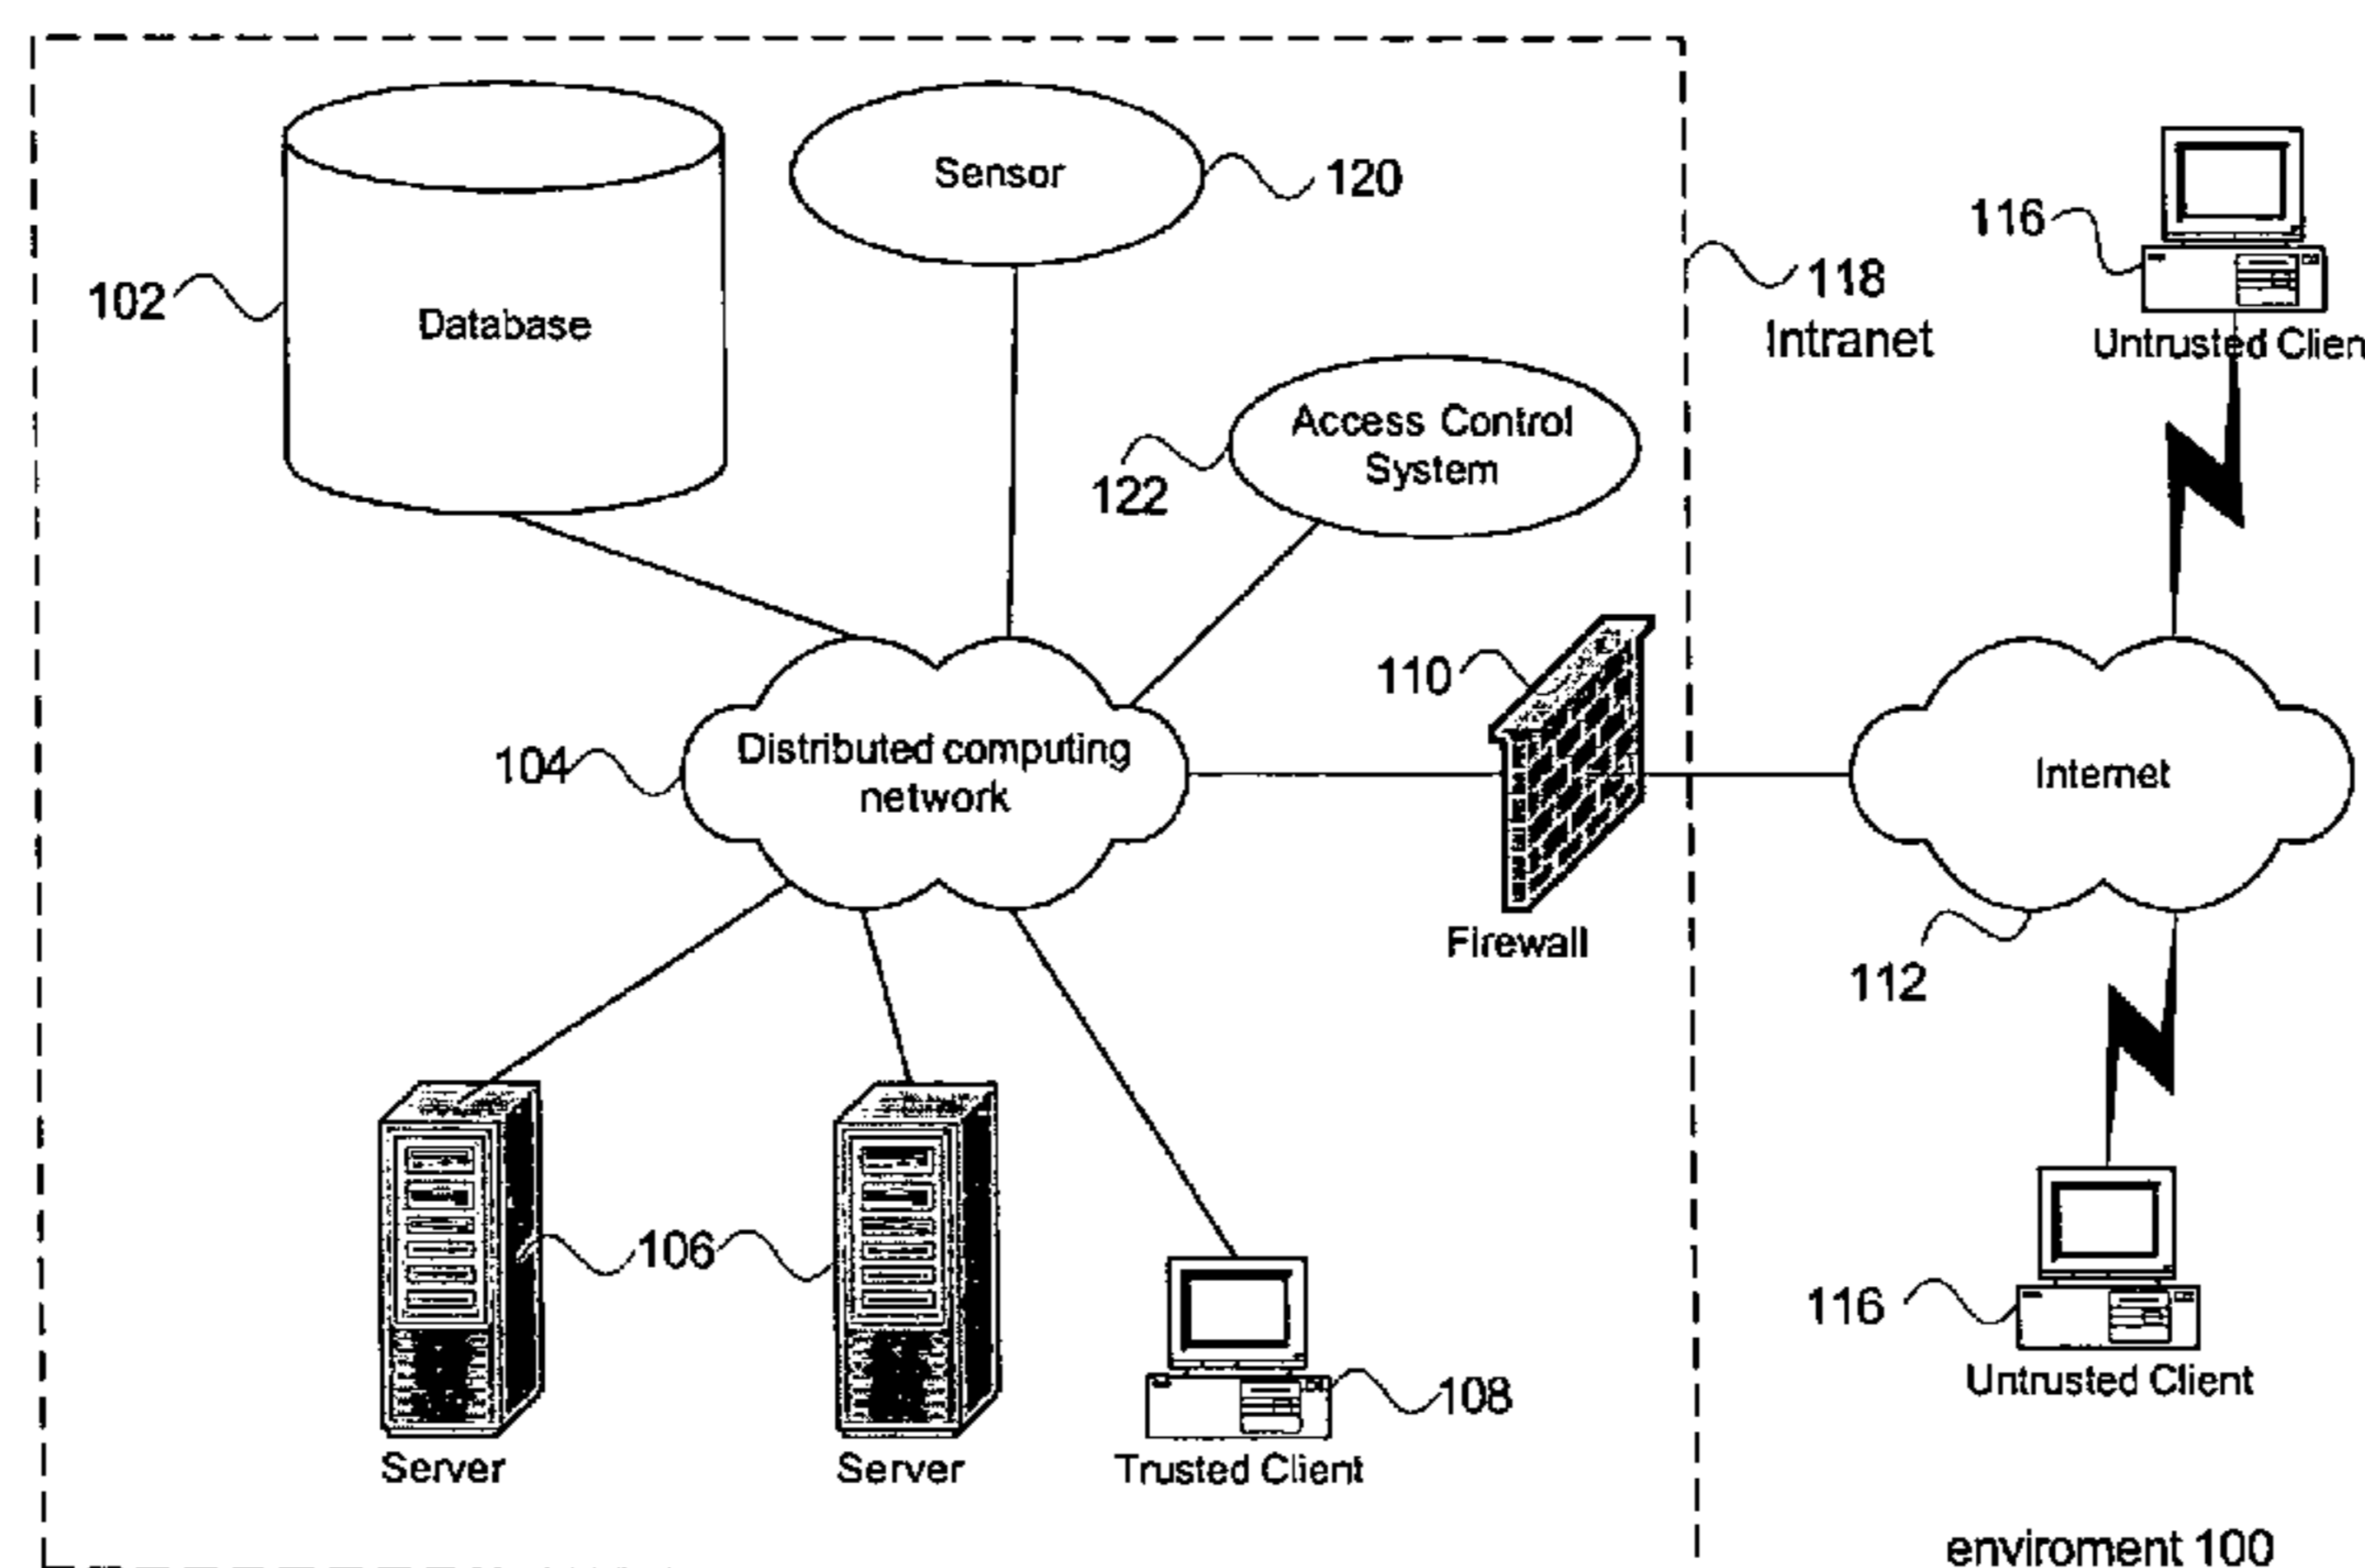 Sensor
120
116
102
Database
118
Intranet
Untrusted Clien
Access Control
System
122
110
104
Distributed computing
network
Internet
Firewall
112
106
116
108
Untrusted Client
Server
Server
Trusted Client
enviroment 100